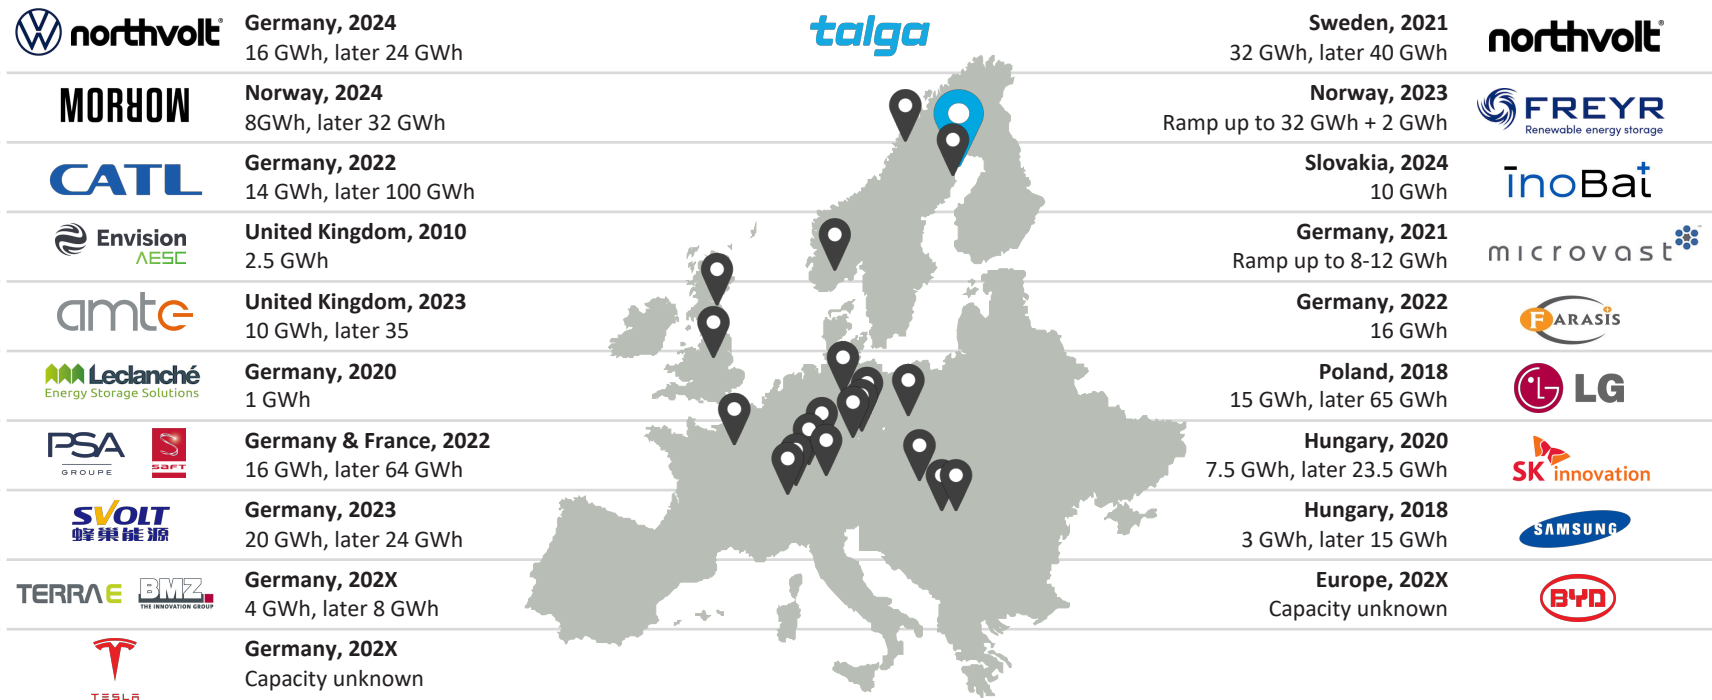 northvolt
Germany, 2024
16 GWh, later 24 GWh
MORROW
Norway, 2024
8GWh, later 32 GWh
CATL
Germany, 2022
14 GWh, later 100 GWh
Envision
AESC
United Kingdom, 2010
2.5 GWh
amte
United Kingdom, 2023
10 GWh, later 35
Leclanché
Energy Storage Solutions
Germany, 2020
1 GWh
PSA
GROUPE
SAFT
Germany & France, 2022
16 GWh, later 64 GWh
SVOLT
蜂巢能源
Germany, 2023
20 GWh, later 24 GWh
TERRA E
BMZ
THE INNOVATION GROUP
Germany, 202X
4 GWh, later 8 GWh
TESLA
Germany, 202X
Capacity unknown
talga
Sweden, 2021
32 GWh, later 40 GWh
northvolt
Norway, 2023
Ramp up to 32 GWh + 2 GWh
FREYR
Renewable energy storage
Slovakia, 2024
10 GWh
inoBat
Germany, 2021
Ramp up to 8-12 GWh
microvast
Germany, 2022
16 GWh
FARASIS
Poland, 2018
15 GWh, later 65 GWh
LG
Hungary, 2020
7.5 GWh, later 23.5 GWh
SK innovation
Hungary, 2018
3 GWh, later 15 GWh
SAMSUNG
Europe, 202X
Capacity unknown
BYD